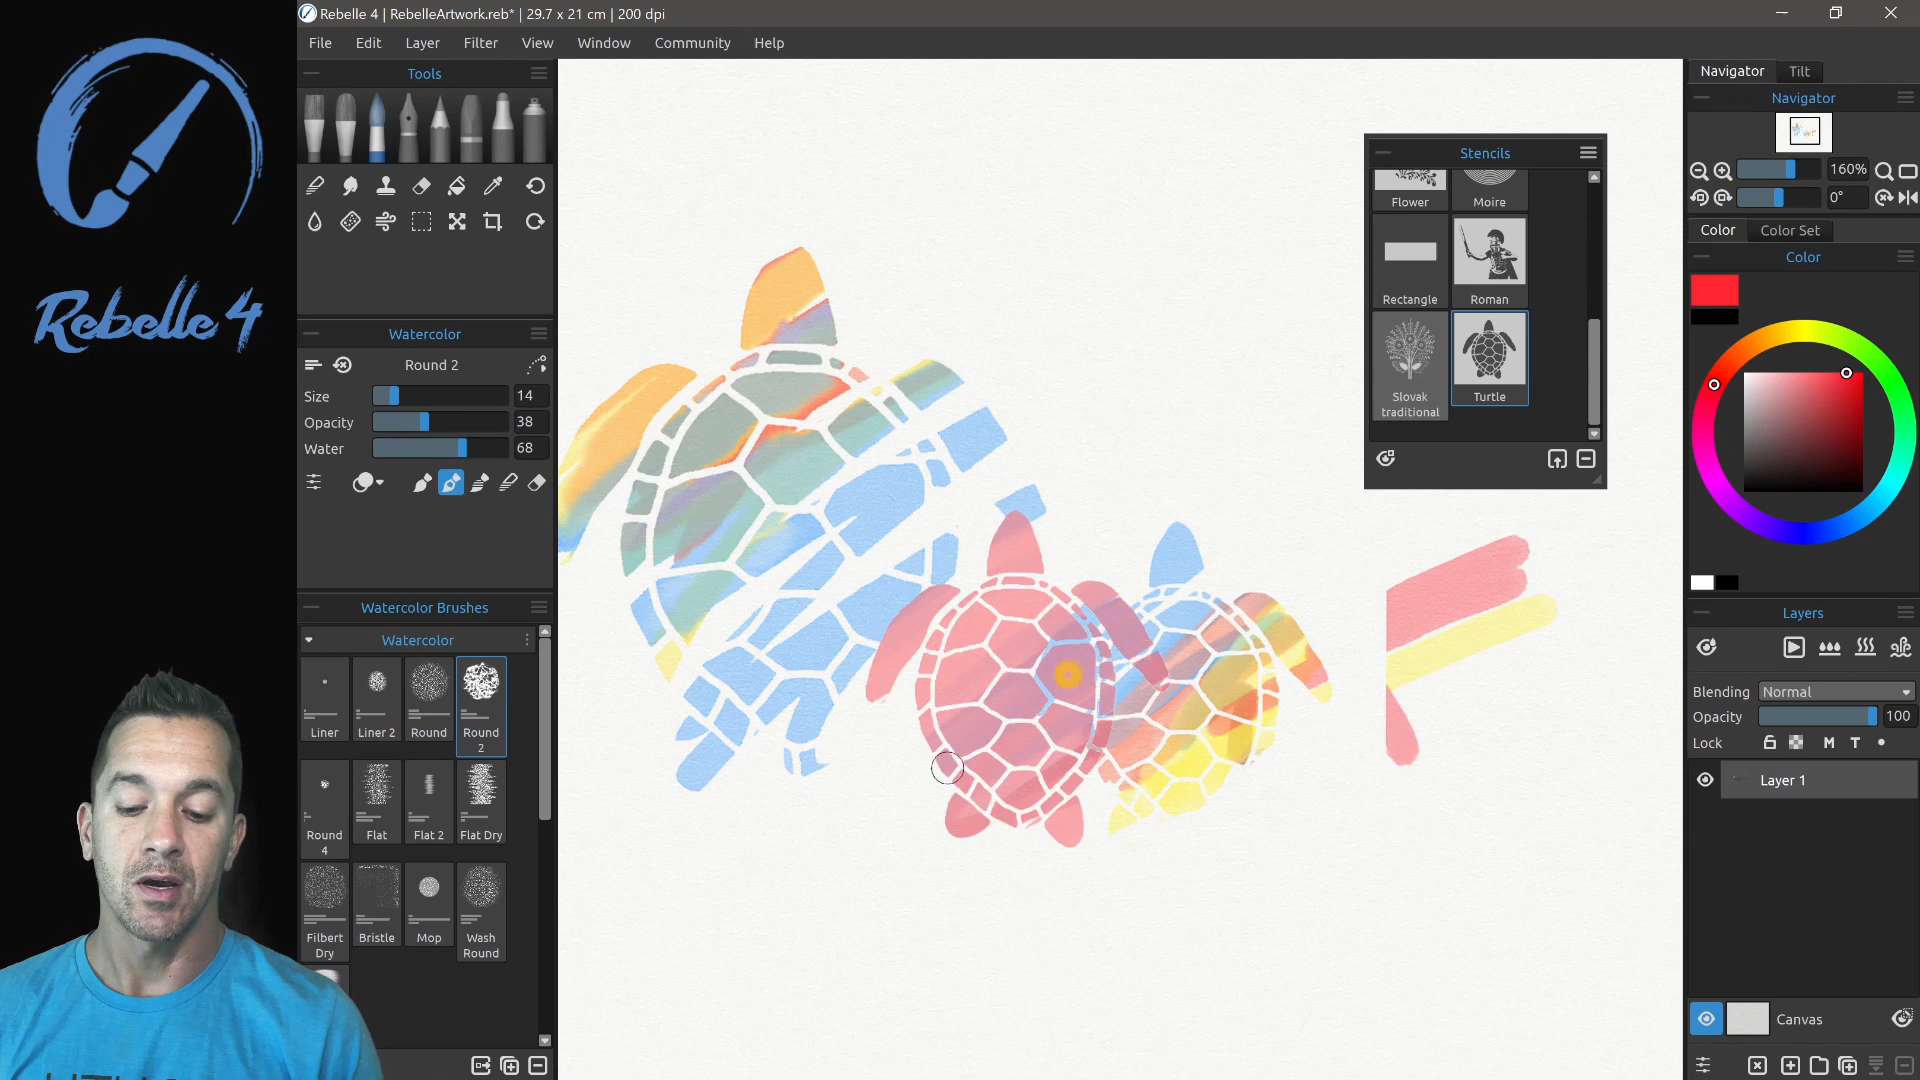 Rebelle 4 | RebelleArtwork.reb* | 29.7 x 21 cm | 200 dpi
File Edit Layer Filter View Window Community Help
Rebelle 4
Tools
Watercolor
Round 2
Size 14
Opacity 38
Water 68
Watercolor Brushes
Watercolor
Liner
Liner 2
Round
Round
2
Round
4
Flat
Flat 2
Flat Dry
Filbert
Dry
Bristle
Mop
Wash
Round
Stencils
Flower
Moire
Rectangle
Roman
Slovak
traditional
Turtle
Navigator Tilt
Navigator
160%
0°
Color Color Set
Color
Layers
Blending Normal
Opacity 100
Lock M T
Layer 1
Canvas